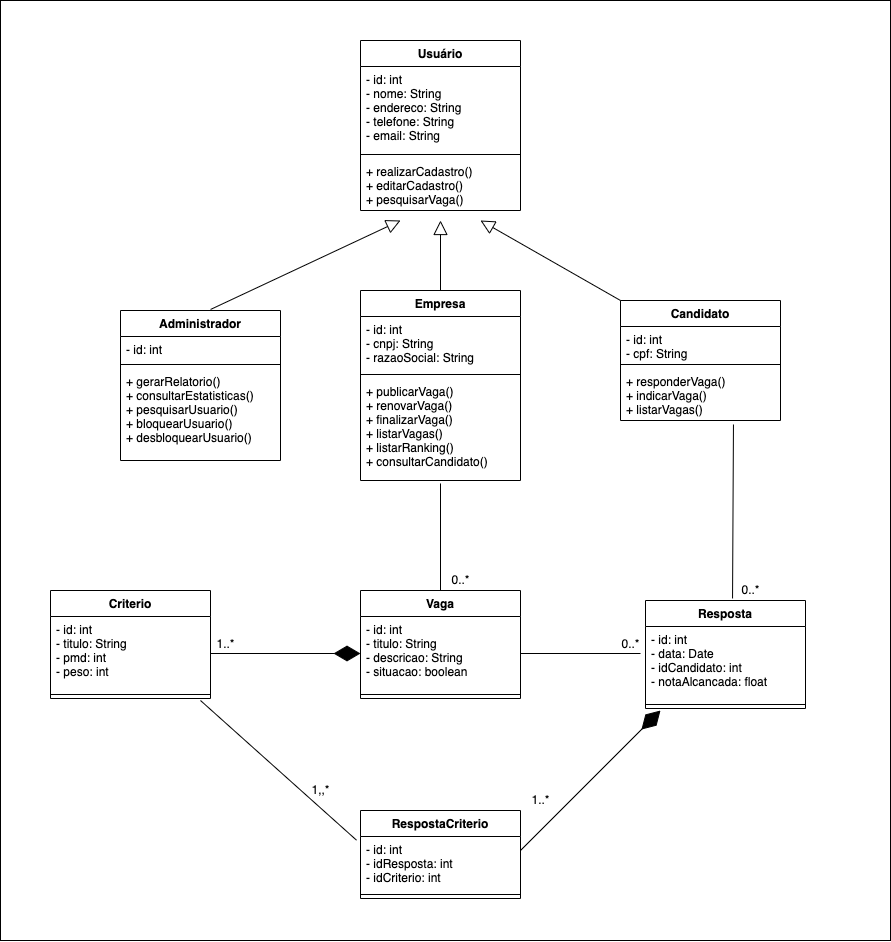 Usuário
- id: int
- nome: String
- endereco: String
- telefone: String
- email: String
+ realizarCadastro()
+ editarCadastro()
+ pesquisarVaga()
Administrador
- id: int
+ gerarRelatorio()
+ consultarEstatisticas()
+ pesquisarUsuario()
+ bloquearUsuario()
+ desbloquearUsuario()
Empresa
- id: int
- cnpj: String
- razaoSocial: String
+ publicarVaga()
+ renovarVaga()
+ finalizarVaga()
+ listarVagas()
+ listarRanking()
+ consultarCandidato()
Candidato
- id: int
- cpf: String
+ responderVaga()
+ indicarVaga()
+ listarVagas()
0..*
0..*
Criterio
- id: int
- titulo: String
- pmd: int
- peso: int
1..*
Vaga
- id: int
- titulo: String
- descricao: String
- situacao: boolean
0..*
Resposta
- id: int
- data: Date
- idCandidato: int
- notaAlcancada: float
1,,*
1..*
RespostaCriterio
- id: int
- idResposta: int
- idCriterio: int